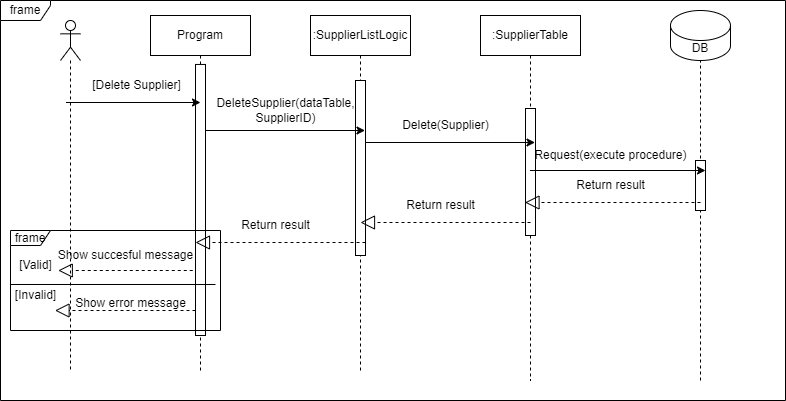 frame
Program
:SupplierListLogic
:SupplierTable
DB
[Delete Supplier]
DeleteSupplier(dataTable,
SupplierID)
Delete(Supplier)
Request(execute procedure)
Return result
Return result
Return result
frame
Show succesful message
[Valid]
[Invalid]
Show error message